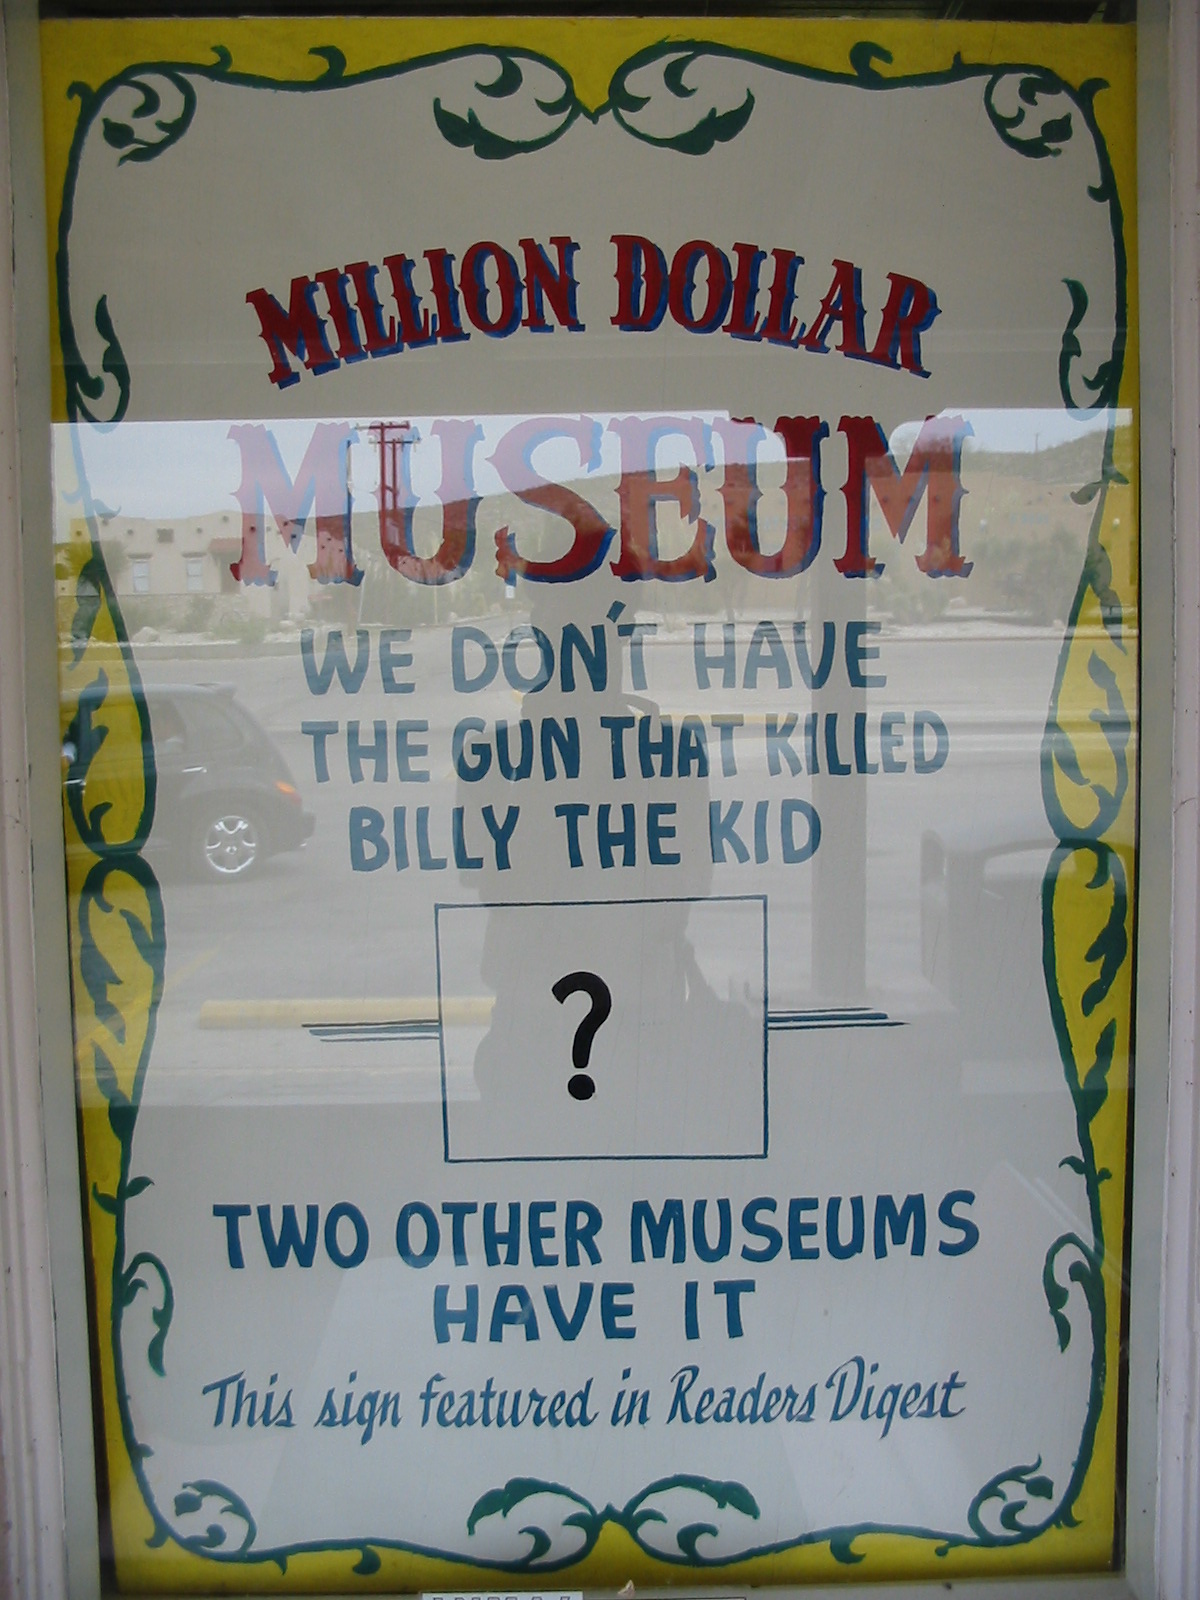 MILLION DOLLAR
MUSEUM
WE DON'T HAVE
THE GUN THAT KILLED
BILLY THE KID
?
TWO OTHER MUSEUMS
HAVE IT
This sign featured in Readers Digest